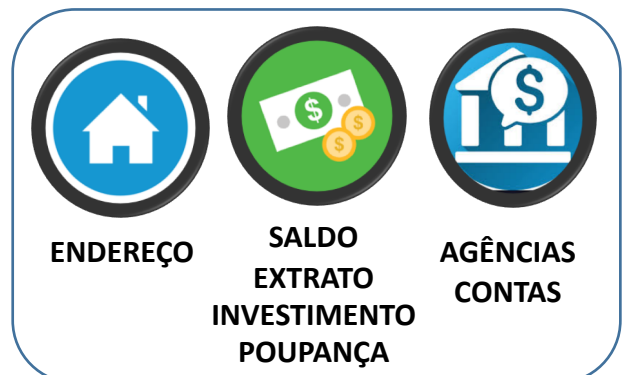 ENDEREÇO
SALDO
EXTRATO
INVESTIMENTO
POUPANÇA
AGÊNCIAS
CONTAS
$
$
$
$